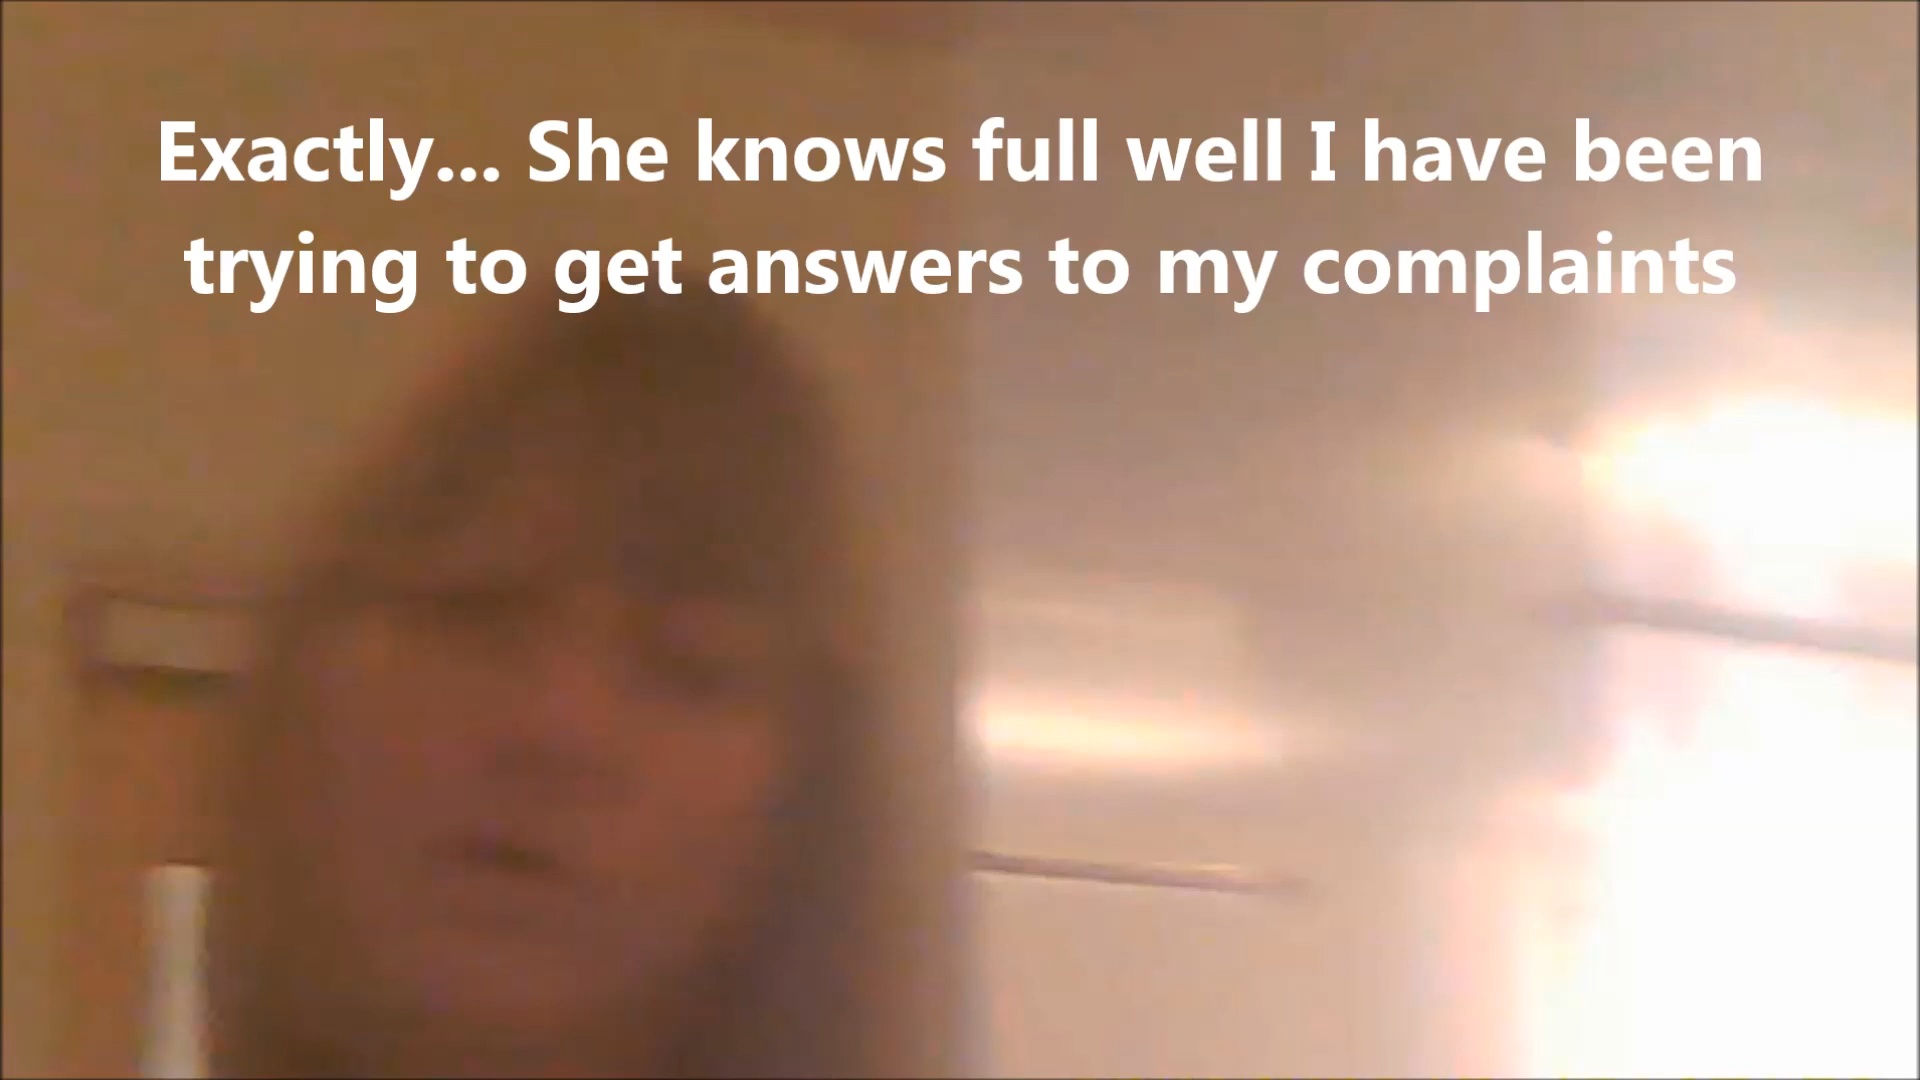 Exactly... She knows full well I have been
trying to get answers to my complaints